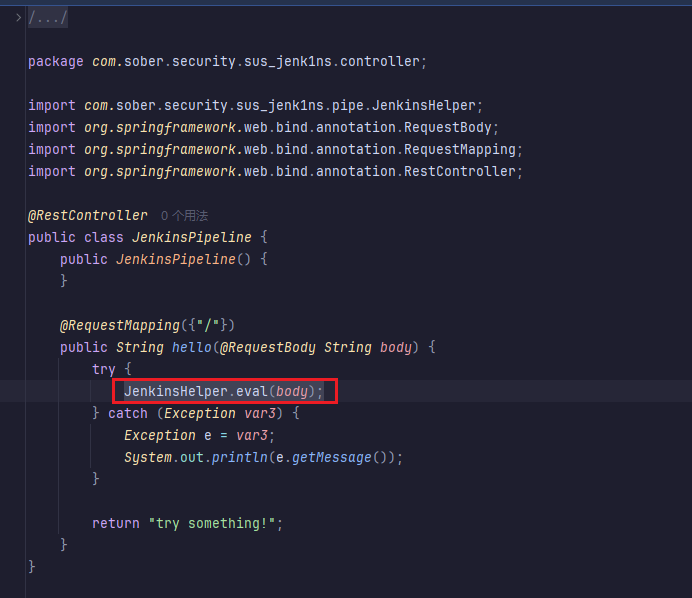 /.../
package com.sober.security.sus_jenk1ns.controller;
import com.sober.security.sus_jenk1ns.pipe.JenkinsHelper;
import org.springframework.web.bind.annotation.RequestBody;
import org.springframework.web.bind.annotation.RequestMapping;
import org.springframework.web.bind.annotation.RestController;
@RestController 0 个用法
public class JenkinsPipeline {
public JenkinsPipeline() {
}
@RequestMapping({"/"})
public String hello(@RequestBody String body) {
try {
JenkinsHelper.eval(body);
} catch (Exception var3) {
Exception e = var3;
System.out.println(e.getMessage());
}
return "try something!";
}
}